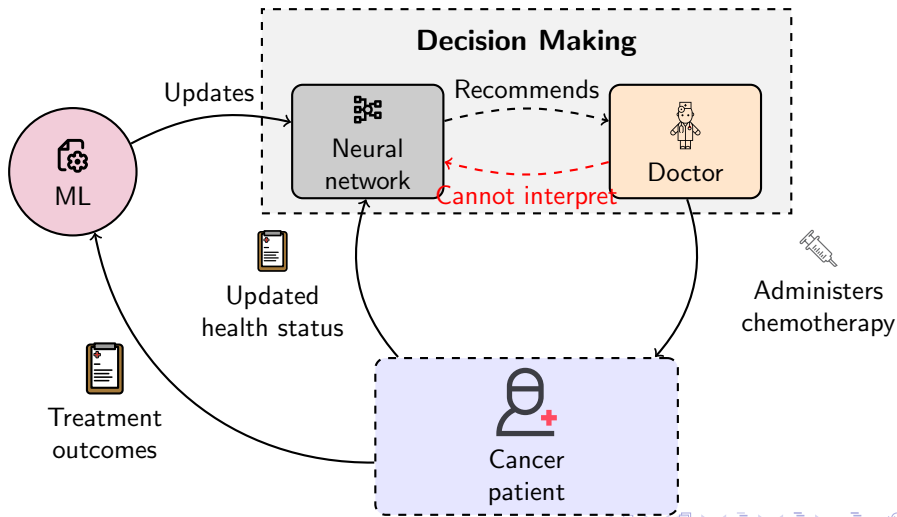 Decision Making
Updates
Recommends
Neural
network
Doctor
Cannot interpret
ML
Updated
health status
Administers
chemotherapy
Treatment
outcomes
Cancer
patient